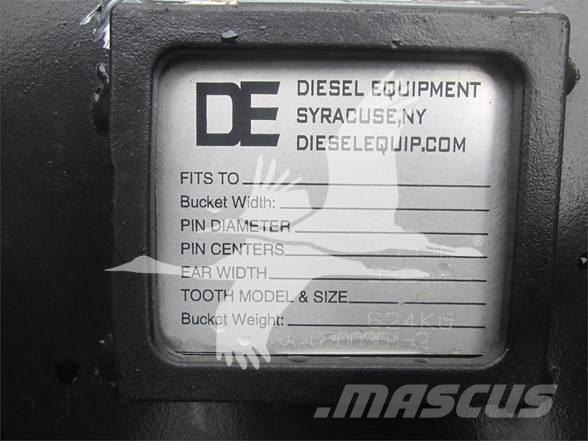 DE
DIESEL EQUIPMENT
SYRACUSE,NY
DIESELEQUIP.COM
FITS TO
Bucket Width:
PIN DIAMETER
PIN CENTERS
EAR WIDTH
TOOTH MODEL & SIZE
Bucket Weight: 624KG
MASCUS